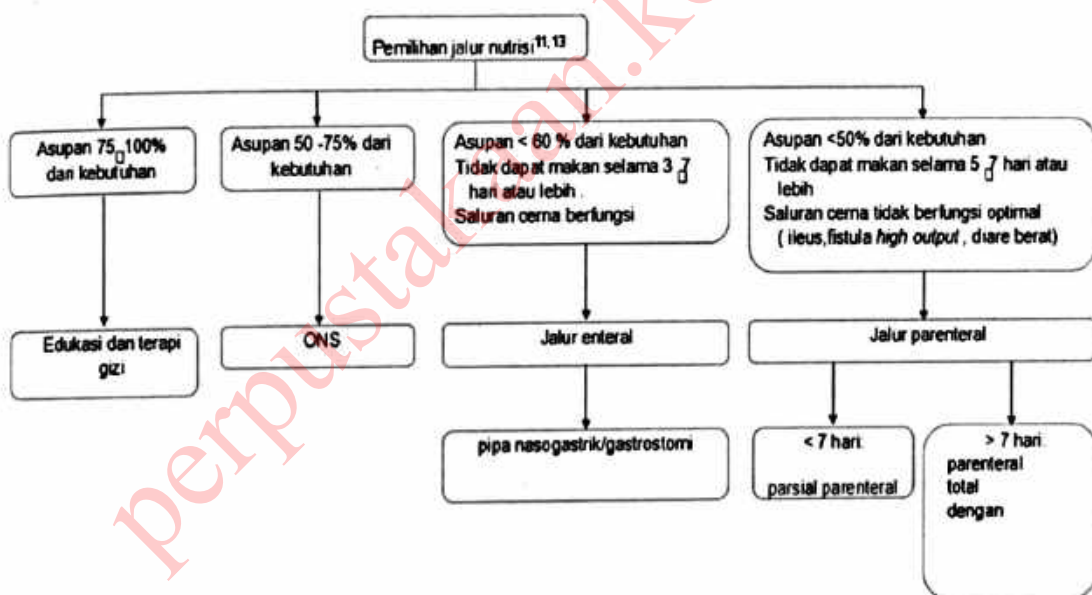 Pemilihan jalur nutrisi11, 13
Asupan 75▯100%
dari kebutuhan
Asupan 50 -75% dari
kebutuhan
Asupan < 60 % dari kebutuhan
Tidak dapat makan selama 3 ▯7
hari atau lebih .
Saluran cerna berfungsi
Asupan <50% dari kebutuhan
Tidak dapat makan selama 5 ▯7 hari atau
lebih
Saluran cerna tidak berfungsi optimal
( ileus,fistula high output , diare berat)
Edukasi dan terapi
gizi
ONS
Jalur enteral
Jalur parenteral
pipa nasogastrik/gastrostomi
< 7 hari:
parsial parenteral
> 7 hari:
parenteral
total
dengan
perpustakaan.ke